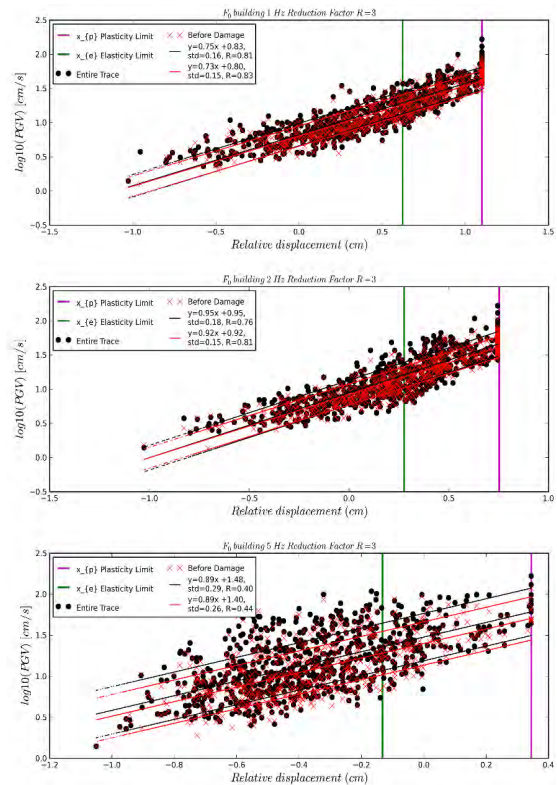 F_0 building 1 Hz Reduction Factor R=3
x_{p} Plasticity Limit
x_{e} Elasticity Limit
Entire Trace
Before Damage
y=0.75x +0.83,
std=0.16, R=0.81
y=0.73x +0.80,
std=0.15, R=0.83
log10(PGV) [cm/s]
2.5
2.0
1.5
1.0
0.5
0.0
−0.5
−1.5 −1.0 −0.5 0.0 0.5 1.0 1.5
Relative displacement (cm)
F_0 building 2 Hz Reduction Factor R=3
x_{p} Plasticity Limit
x_{e} Elasticity Limit
Entire Trace
Before Damage
y=0.95x +0.95,
std=0.18, R=0.76
y=0.92x +0.92,
std=0.15, R=0.81
log10(PGV) [cm/s]
2.5
2.0
1.5
1.0
0.5
0.0
−0.5
−1.5 −1.0 −0.5 0.0 0.5 1.0
Relative displacement (cm)
F_0 building 5 Hz Reduction Factor R=3
x_{p} Plasticity Limit
x_{e} Elasticity Limit
Entire Trace
Before Damage
y=0.89x +1.48,
std=0.29, R=0.40
y=0.89x +1.40,
std=0.26, R=0.44
log10(PGV) [cm/s]
2.5
2.0
1.5
1.0
0.5
0.0
−1.2 −1.0 −0.8 −0.6 −0.4 −0.2 0.0 0.2 0.4
Relative displacement (cm)